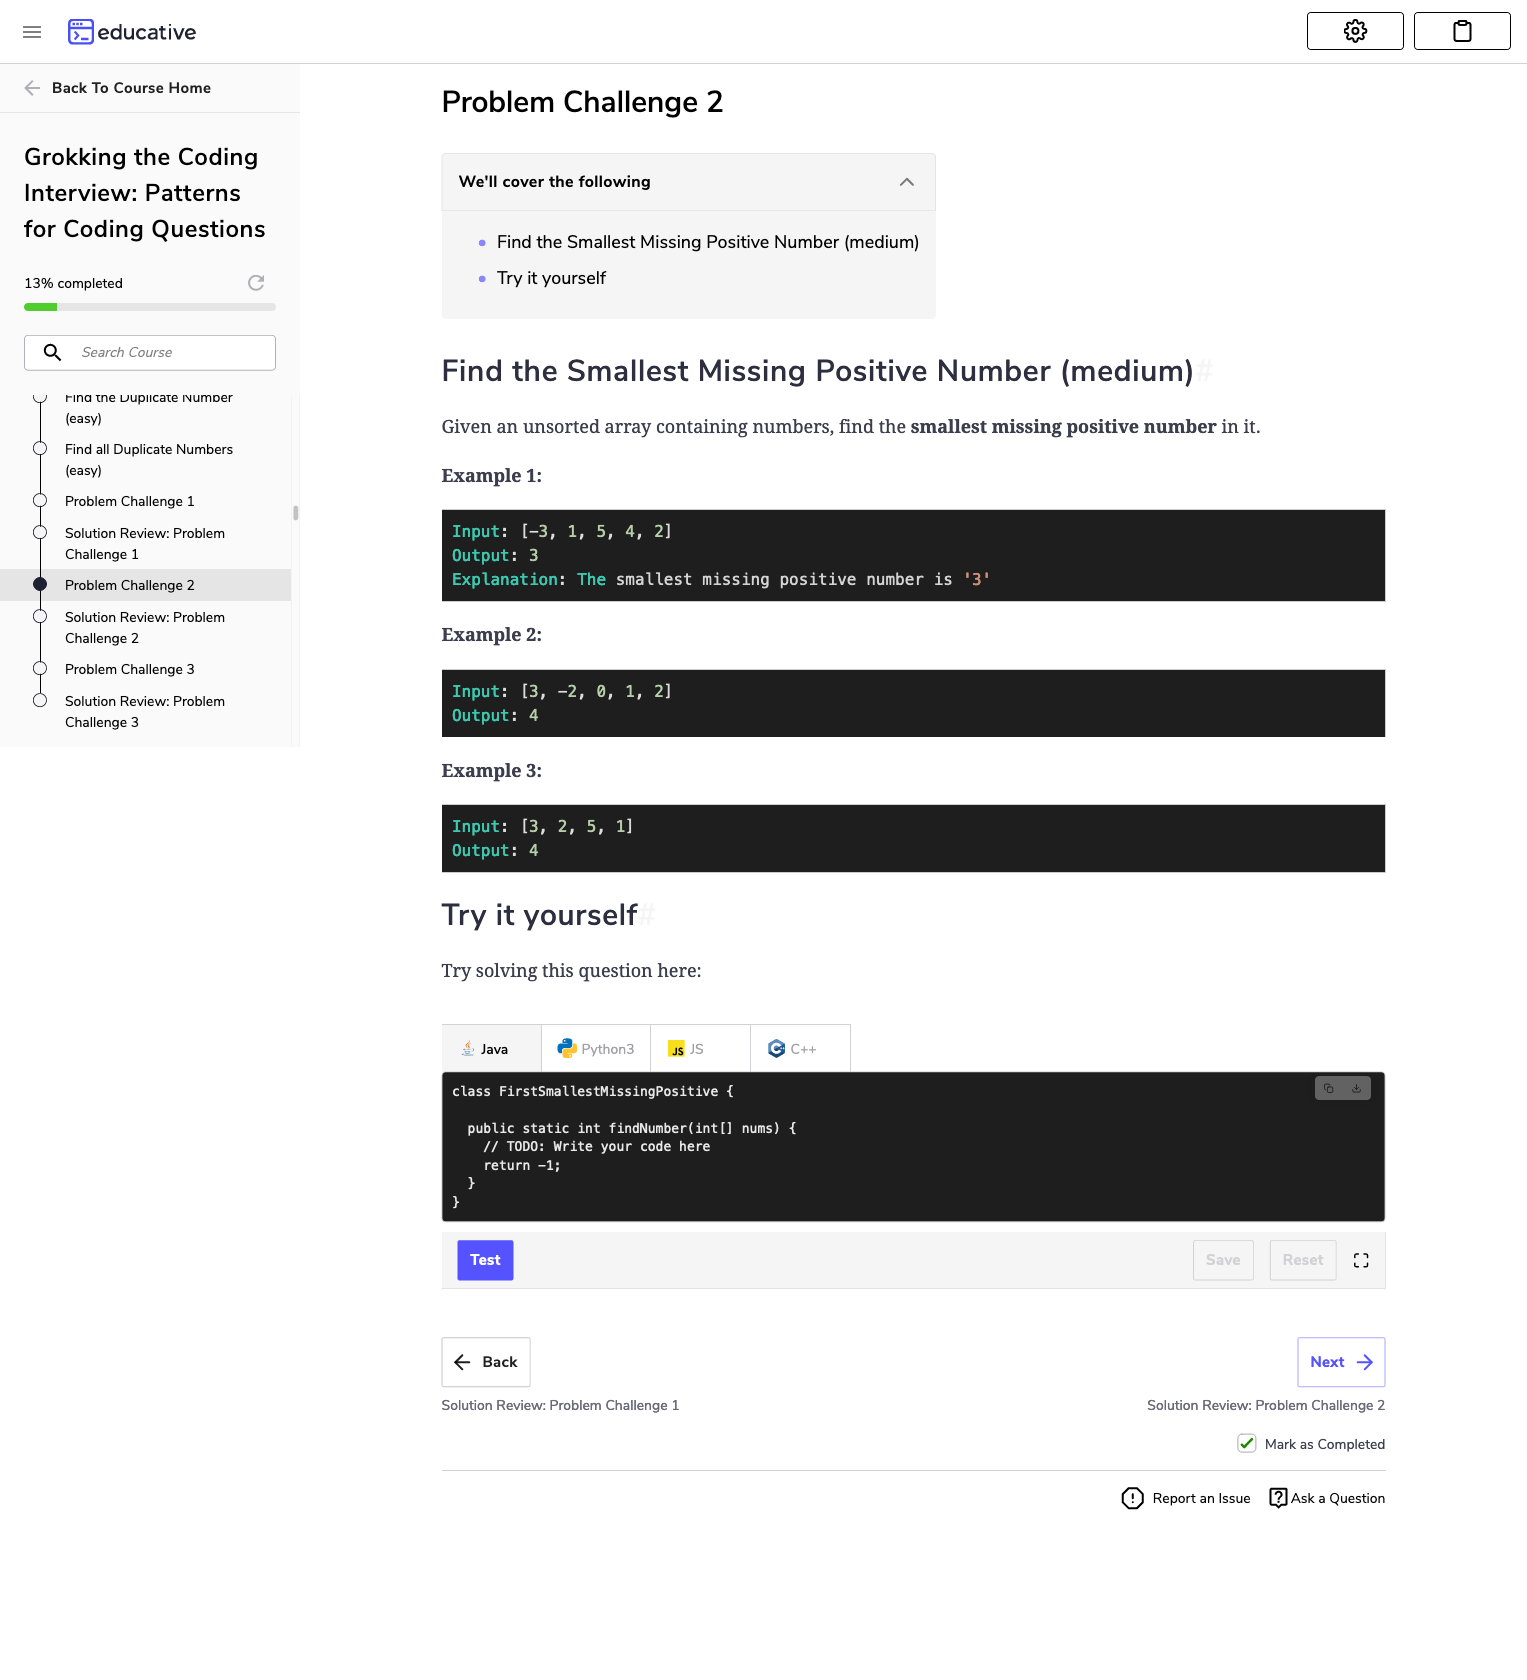 educative
Back To Course Home
Grokking the Coding
Interview: Patterns
for Coding Questions
13% completed
Search Course
Find the Duplicate Number
(easy)
Find all Duplicate Numbers
(easy)
Problem Challenge 1
Solution Review: Problem
Challenge 1
Problem Challenge 2
Solution Review: Problem
Challenge 2
Problem Challenge 3
Solution Review: Problem
Challenge 3
Problem Challenge 2
We'll cover the following
Find the Smallest Missing Positive Number (medium)
Try it yourself
Find the Smallest Missing Positive Number (medium)#
Given an unsorted array containing numbers, find the smallest missing positive number in it.
Example 1:
Input: [-3, 1, 5, 4, 2]
Output: 3
Explanation: The smallest missing positive number is '3'
Example 2:
Input: [3, -2, 0, 1, 2]
Output: 4
Example 3:
Input: [3, 2, 5, 1]
Output: 4
Try it yourself#
Try solving this question here:
Java
Python3
JS JS
C++
class FirstSmallestMissingPositive {
public static int findNumber(int[] nums) {
// TODO: Write your code here
return -1;
}
}
Test
Save
Reset
Back
Next
Solution Review: Problem Challenge 1
Solution Review: Problem Challenge 2
Mark as Completed
Report an Issue
Ask a Question